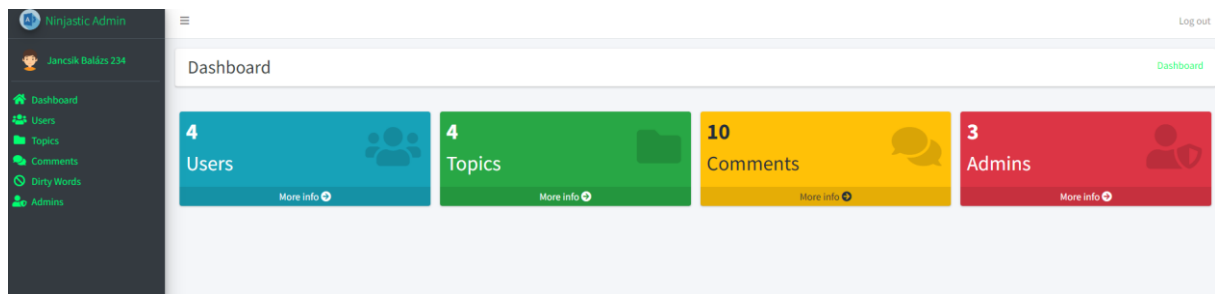 Ninjastic Admin
Log out
Jancsik Balázs 234
Dashboard
Dashboard
Dashboard
Users
Topics
Comments
Dirty Words
Admins
4
Users
More info
4
Topics
More info
10
Comments
More info
3
Admins
More info